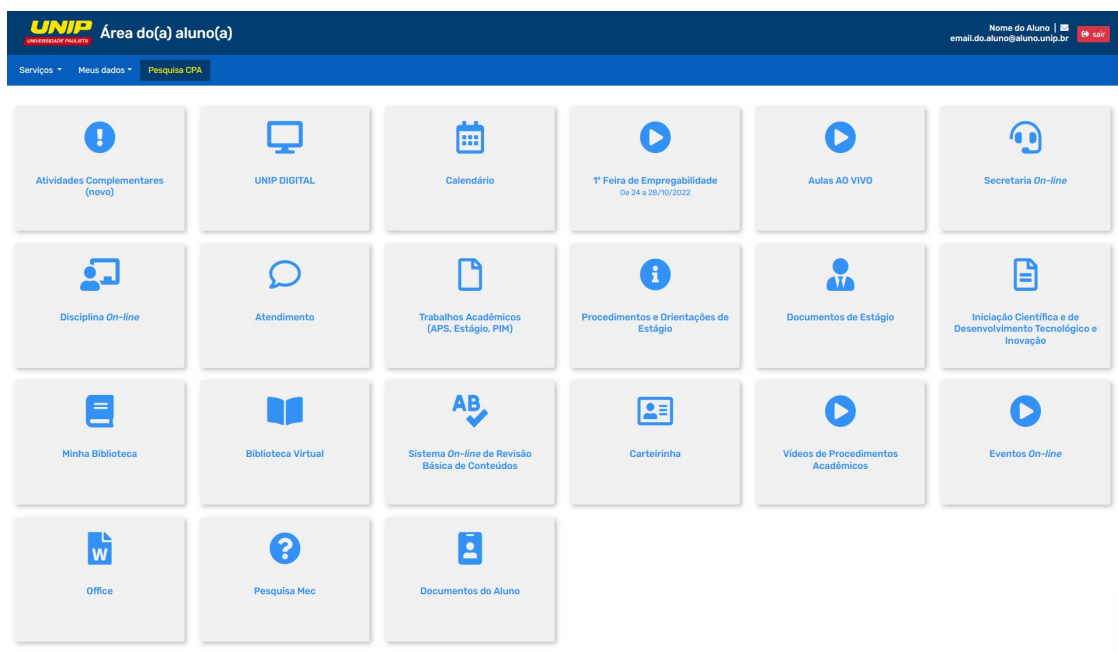 UNIP
UNIVERSIDADE PAULISTA
Área do(a) aluno(a)
Nome do Aluno |
email.do.aluno@aluno.unip.br
sair
Serviços
Meus dados
Pesquisa CPA
Atividades Complementares
(novo)
UNIP DIGITAL
Calendário
1ª Feira de Empregabilidade
De 24 a 28/10/2022
Aulas AO VIVO
Secretaria On-line
Disciplina On-line
Atendimento
Trabalhos Acadêmicos
(APS, Estágio, PIM)
Procedimentos e Orientações de
Estágio
Documentos de Estágio
Iniciação Científica e de
Desenvolvimento Tecnológico e
Inovação
Minha Biblioteca
Biblioteca Virtual
AB
Sistema On-line de Revisão
Básica de Conteúdos
Carteirinha
Vídeos de Procedimentos
Acadêmicos
Eventos On-line
W
Office
Pesquisa Mec
Documentos do Aluno